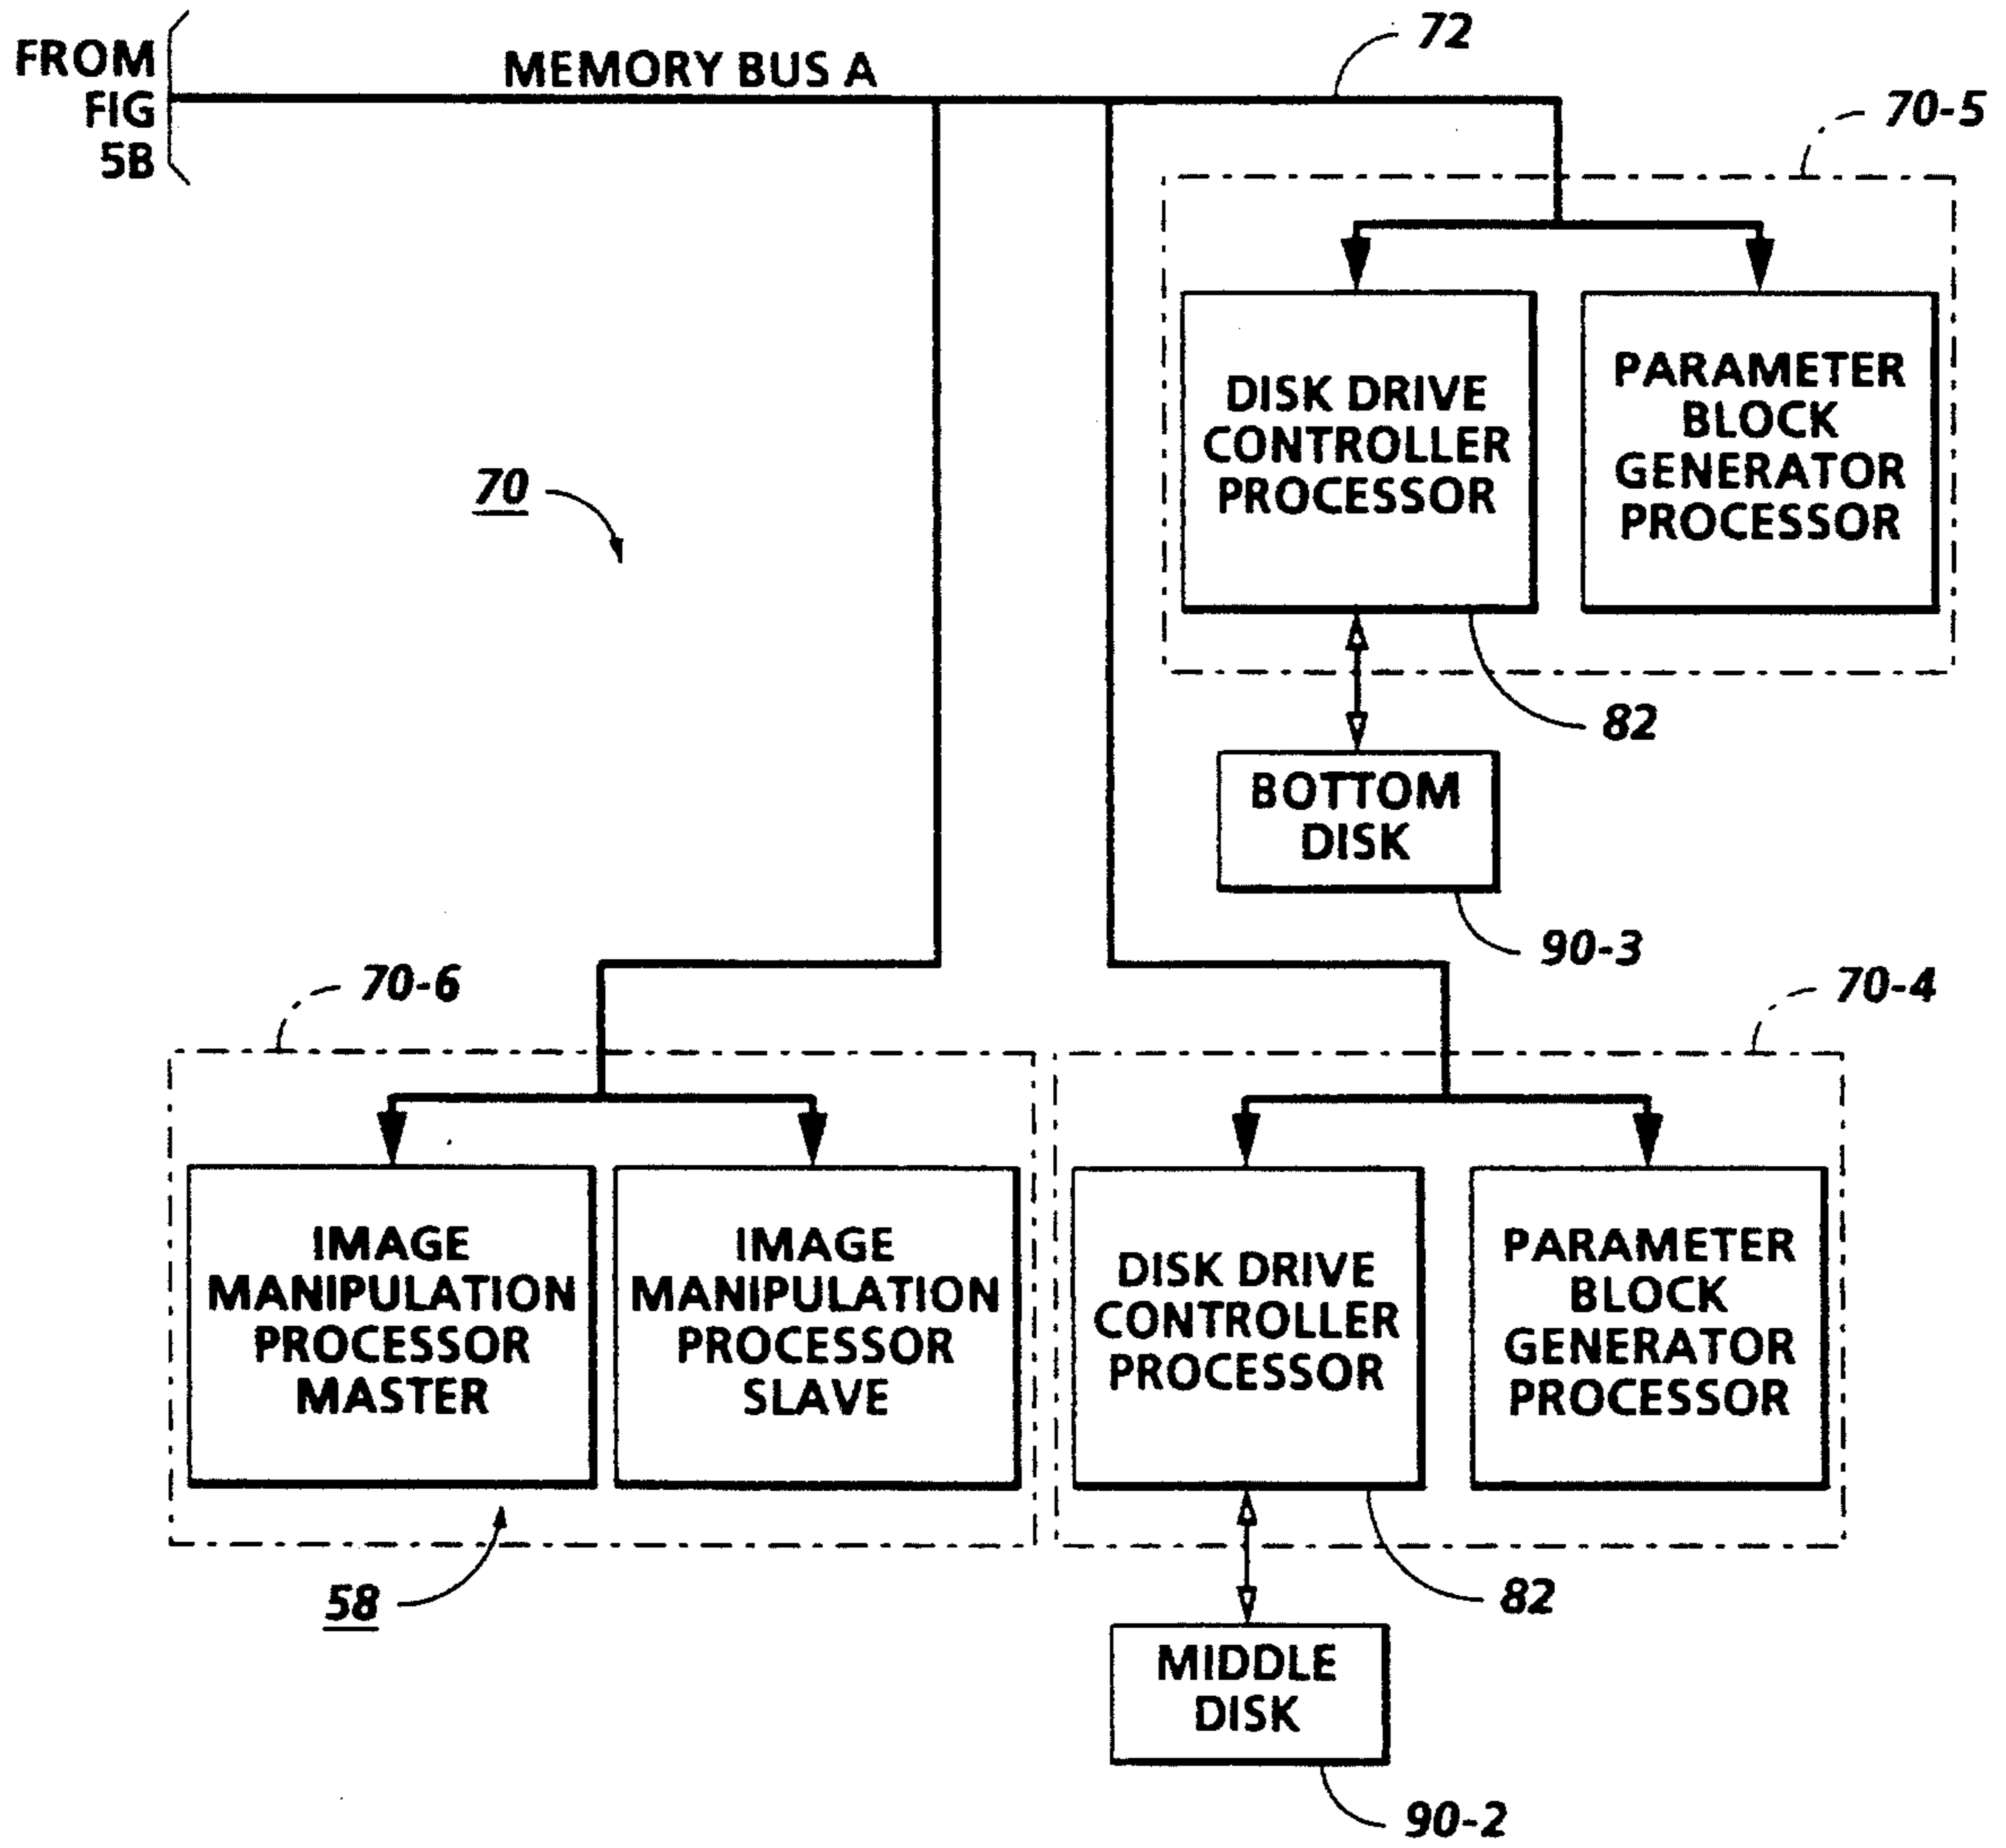 FROM
FIG
5B
MEMORY BUS A
72
70-5
DISK DRIVE
CONTROLLER
PROCESSOR
PARAMETER
BLOCK
GENERATOR
PROCESSOR
70
82
BOTTOM
DISK
90-3
70-6
70-4
IMAGE
MANIPULATION
PROCESSOR
MASTER
IMAGE
MANIPULATION
PROCESSOR
SLAVE
DISK DRIVE
CONTROLLER
PROCESSOR
PARAMETER
BLOCK
GENERATOR
PROCESSOR
58
82
MIDDLE
DISK
90-2